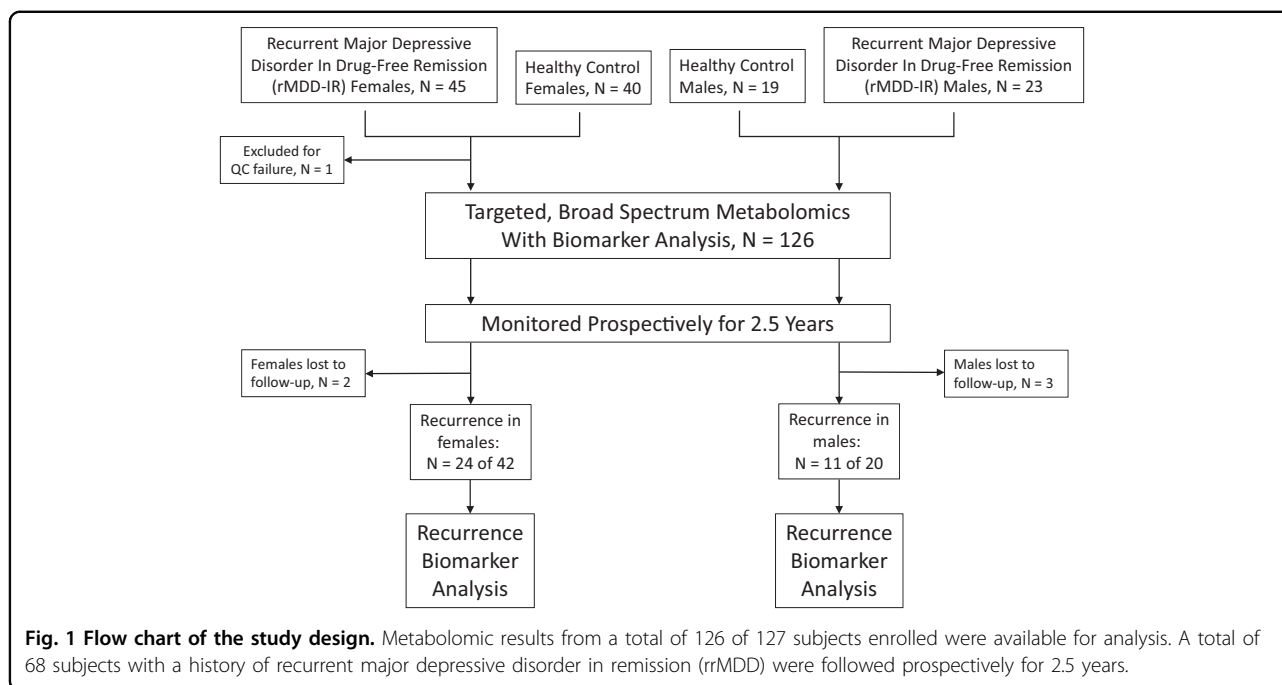 Recurrent Major Depressive
Disorder In Drug-Free Remission
(rMDD-IR) Females, N = 45
Healthy Control
Females, N = 40
Healthy Control
Males, N = 19
Recurrent Major Depressive
Disorder In Drug-Free Remission
(rMDD-IR) Males, N = 23
Excluded for
QC failure, N = 1
Targeted, Broad Spectrum Metabolomics
With Biomarker Analysis, N = 126
Monitored Prospectively for 2.5 Years
Females lost to
follow-up, N = 2
Males lost to
follow-up, N = 3
Recurrence in
females:
N = 24 of 42
Recurrence in
males:
N = 11 of 20
Recurrence
Biomarker
Analysis
Recurrence
Biomarker
Analysis
Fig. 1 Flow chart of the study design. Metabolomic results from a total of 126 of 127 subjects enrolled were available for analysis. A total of
68 subjects with a history of recurrent major depressive disorder in remission (rrMDD) were followed prospectively for 2.5 years.